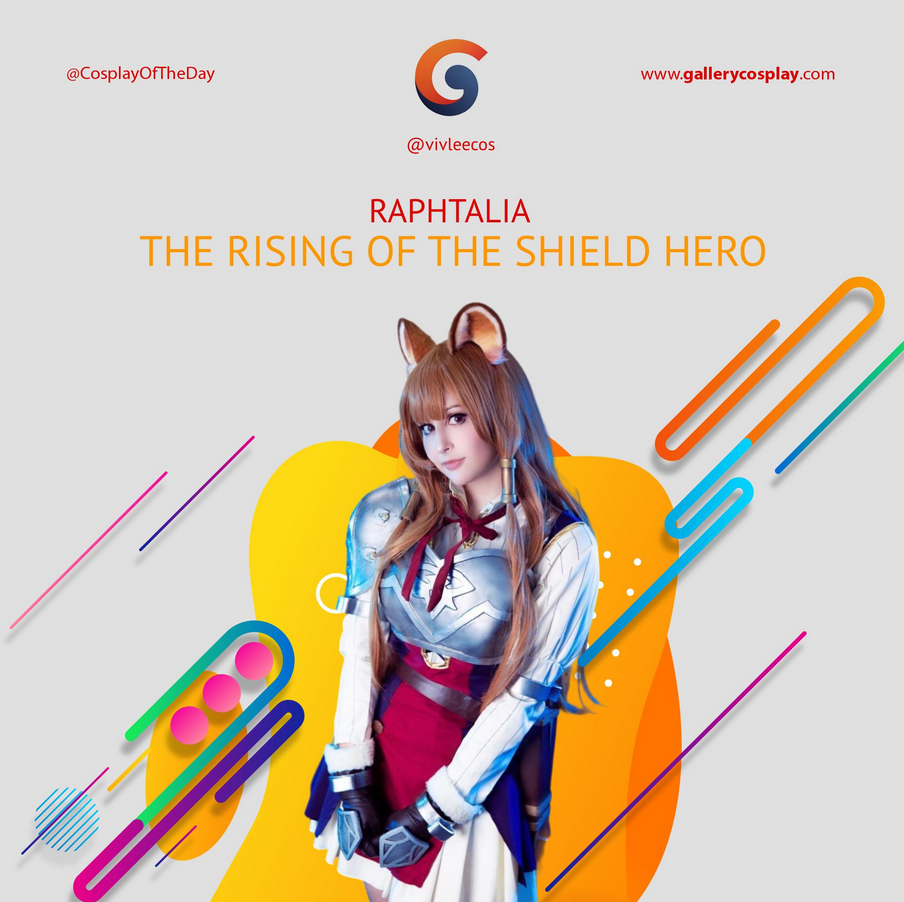 @CosplayOfTheDay
www.gallerycosplay.com
@vivleecos
RAPHTALIA
THE RISING OF THE SHIELD HERO